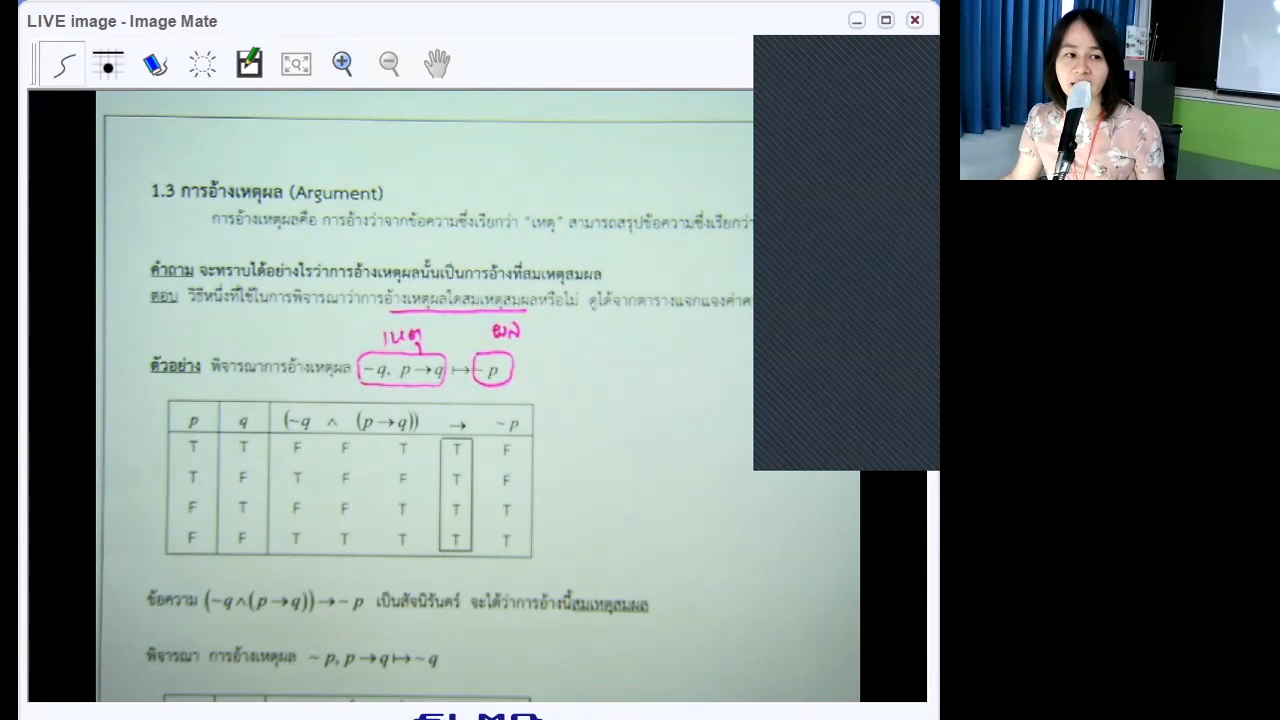 LIVE image - Image Mate
1.3 การอ้างเหตุผล (Argument)
การอ้างเหตุผลคือ การอ้างว่าจากข้อความซึ่งเรียกว่า "เหตุ" สามารถสรุปข้อความซึ่งเรียกว่า
คำถาม จะทราบได้อย่างไรว่าการอ้างเหตุผลนั้นเป็นการอ้างที่สมเหตุสมผล
ตอบ วิธีหนึ่งที่ใช้ในการพิจารณาว่าการอ้างเหตุผลใดสมเหตุสมผลหรือไม่ ดูได้จากตารางแจกแจงค่า
เหตุ ผล
ตัวอย่าง พิจารณาการอ้างเหตุผล ~q, p→q ↦ ~p
p q (~q ∧ (p→q)) → ~p
T T F F T T F
T F T F F T F
F T F F T T T
F F T T T T T
ข้อความ (~q∧(p→q))→~p เป็นสัจนิรันดร์ จะได้ว่าการอ้างนี้สมเหตุสมผล
พิจารณา การอ้างเหตุผล ~p, p→q ↦ ~q
ELMO